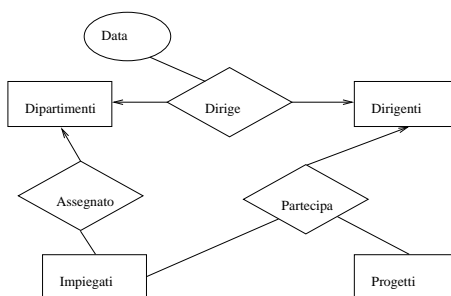 Data
Dipartimenti
Dirige
Dirigenti
Assegnato
Partecipa
Impiegati
Progetti